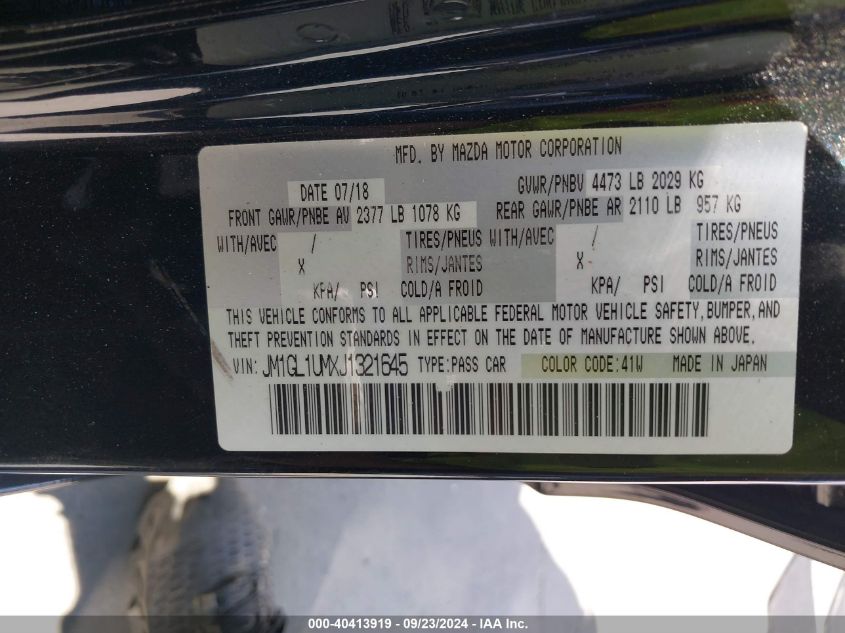 MFD. BY MAZDA MOTOR CORPORATION
DATE 07/18 GVWR/PNBV 4473 LB 2029 KG
FRONT GAWR/PNBE AV 2377 LB 1078 KG REAR GAWR/PNBE AR 2110 LB 957 KG
WITH/AVEC / TIRES/PNEUS WITH/AVEC / TIRES/PNEUS
X RIMS/JANTES X RIMS/JANTES
KPA/ PSI COLD/A FROID KPA/ PSI COLD/A FROID
THIS VEHICLE CONFORMS TO ALL APPLICABLE FEDERAL MOTOR VEHICLE SAFETY, BUMPER, AND
THEFT PREVENTION STANDARDS IN EFFECT ON THE DATE OF MANUFACTURE SHOWN ABOVE.
VIN: JM1GL1UMXJ1321645 TYPE: PASS CAR COLOR CODE: 41W MADE IN JAPAN
000-40413919 - 09/23/2024 - IAA Inc.